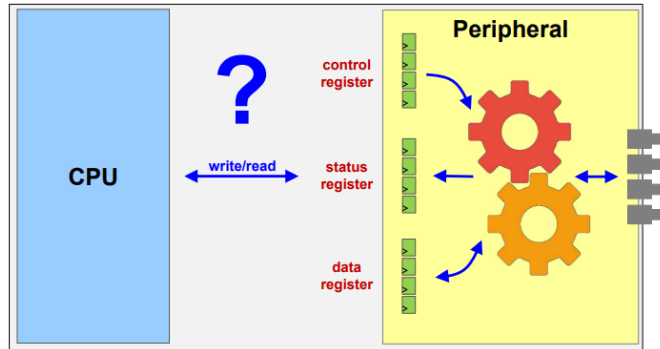 Peripheral
control
register
?
CPU
write/read
status
register
data
register
>
>
>
>
>
>
>
>
>
>
>
>